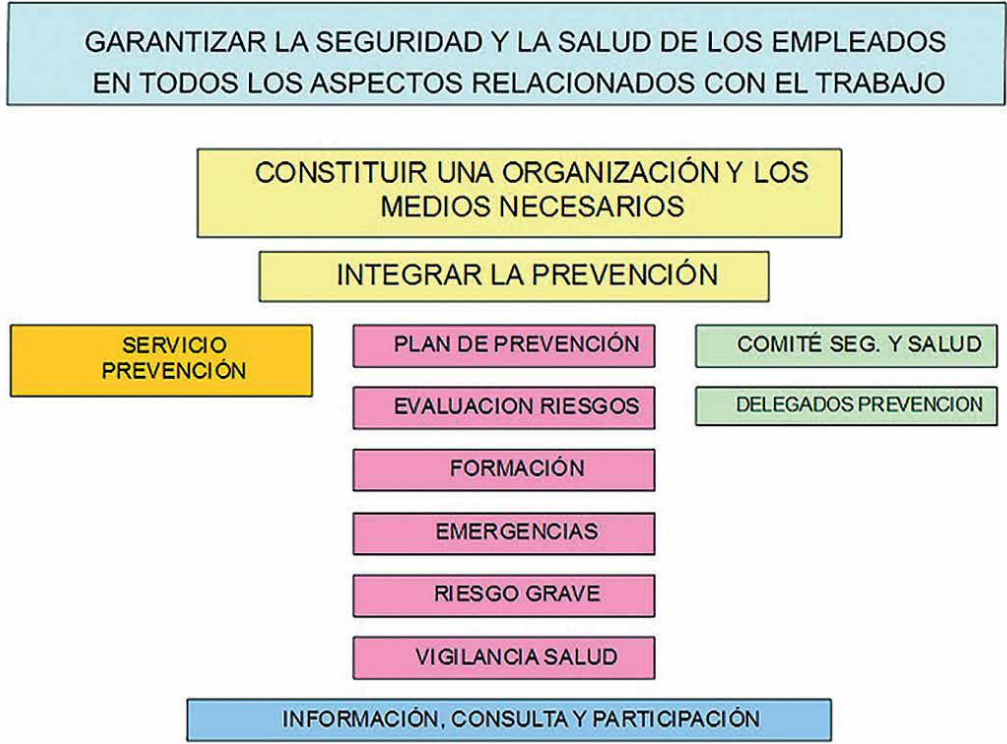 GARANTIZAR LA SEGURIDAD Y LA SALUD DE LOS EMPLEADOS
EN TODOS LOS ASPECTOS RELACIONADOS CON EL TRABAJO
CONSTITUIR UNA ORGANIZACIÓN Y LOS
MEDIOS NECESARIOS
INTEGRAR LA PREVENCIÓN
SERVICIO
PREVENCIÓN
PLAN DE PREVENCIÓN
EVALUACION RIESGOS
FORMACIÓN
EMERGENCIAS
RIESGO GRAVE
VIGILANCIA SALUD
COMITÉ SEG. Y SALUD
DELEGADOS PREVENCION
INFORMACIÓN, CONSULTA Y PARTICIPACIÓN